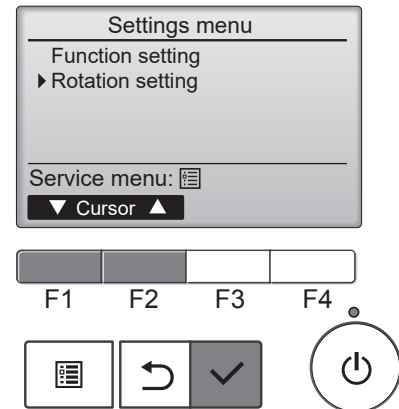 Settings menu
Function setting
Rotation setting
Service menu:
▼ Cursor ▲
F1 F2 F3 F4